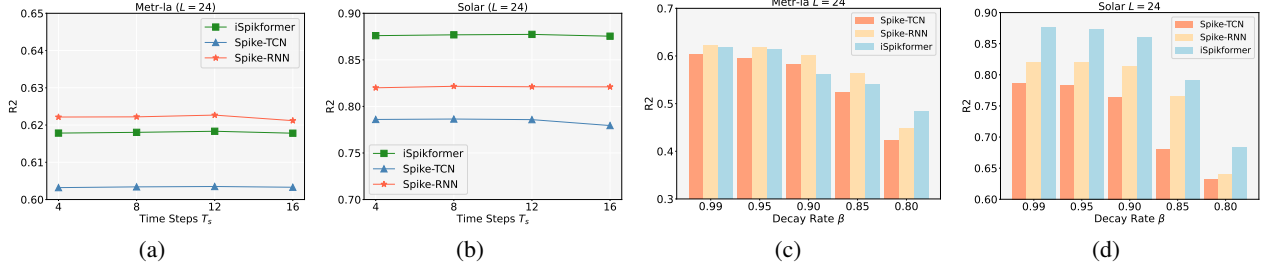 Metr-la (L = 24)
0.65
0.64
0.63
0.62
0.61
0.60
R2
iSpikformer
Spike-TCN
Spike-RNN
4 8 12 16
Time Steps Ts
(a)
Solar (L = 24)
0.90
0.85
0.80
0.75
0.70
R2
iSpikformer
Spike-TCN
Spike-RNN
4 8 12 16
Time Steps Ts
(b)
Metr-la L = 24
0.7
0.6
0.5
0.4
0.3
R2
Spike-TCN
Spike-RNN
iSpikformer
0.99 0.95 0.90 0.85 0.80
Decay Rate β
(c)
Solar L = 24
0.90
0.85
0.80
0.75
0.70
0.65
0.60
R2
Spike-TCN
Spike-RNN
iSpikformer
0.99 0.95 0.90 0.85 0.80
Decay Rate β
(d)